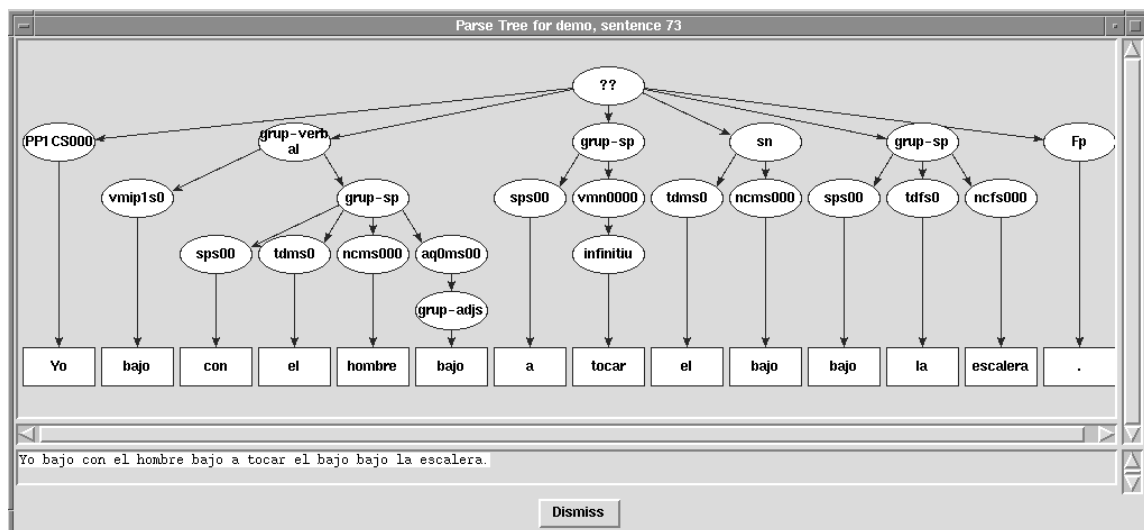 Parse Tree for demo, sentence 73
??
PP1CS000 grup-verb
al grup-sp sn grup-sp Fp
vmip1s0 grup-sp sps00 vmn0000 tdms0 ncms000 sps00 tdfs0 ncfs000
sps00 tdms0 ncms000 aq0ms00 infinitiu
grup-adjs
Yo bajo con el hombre bajo a tocar el bajo bajo la escalera .
Yo bajo con el hombre bajo a tocar el bajo bajo la escalera.
Dismiss